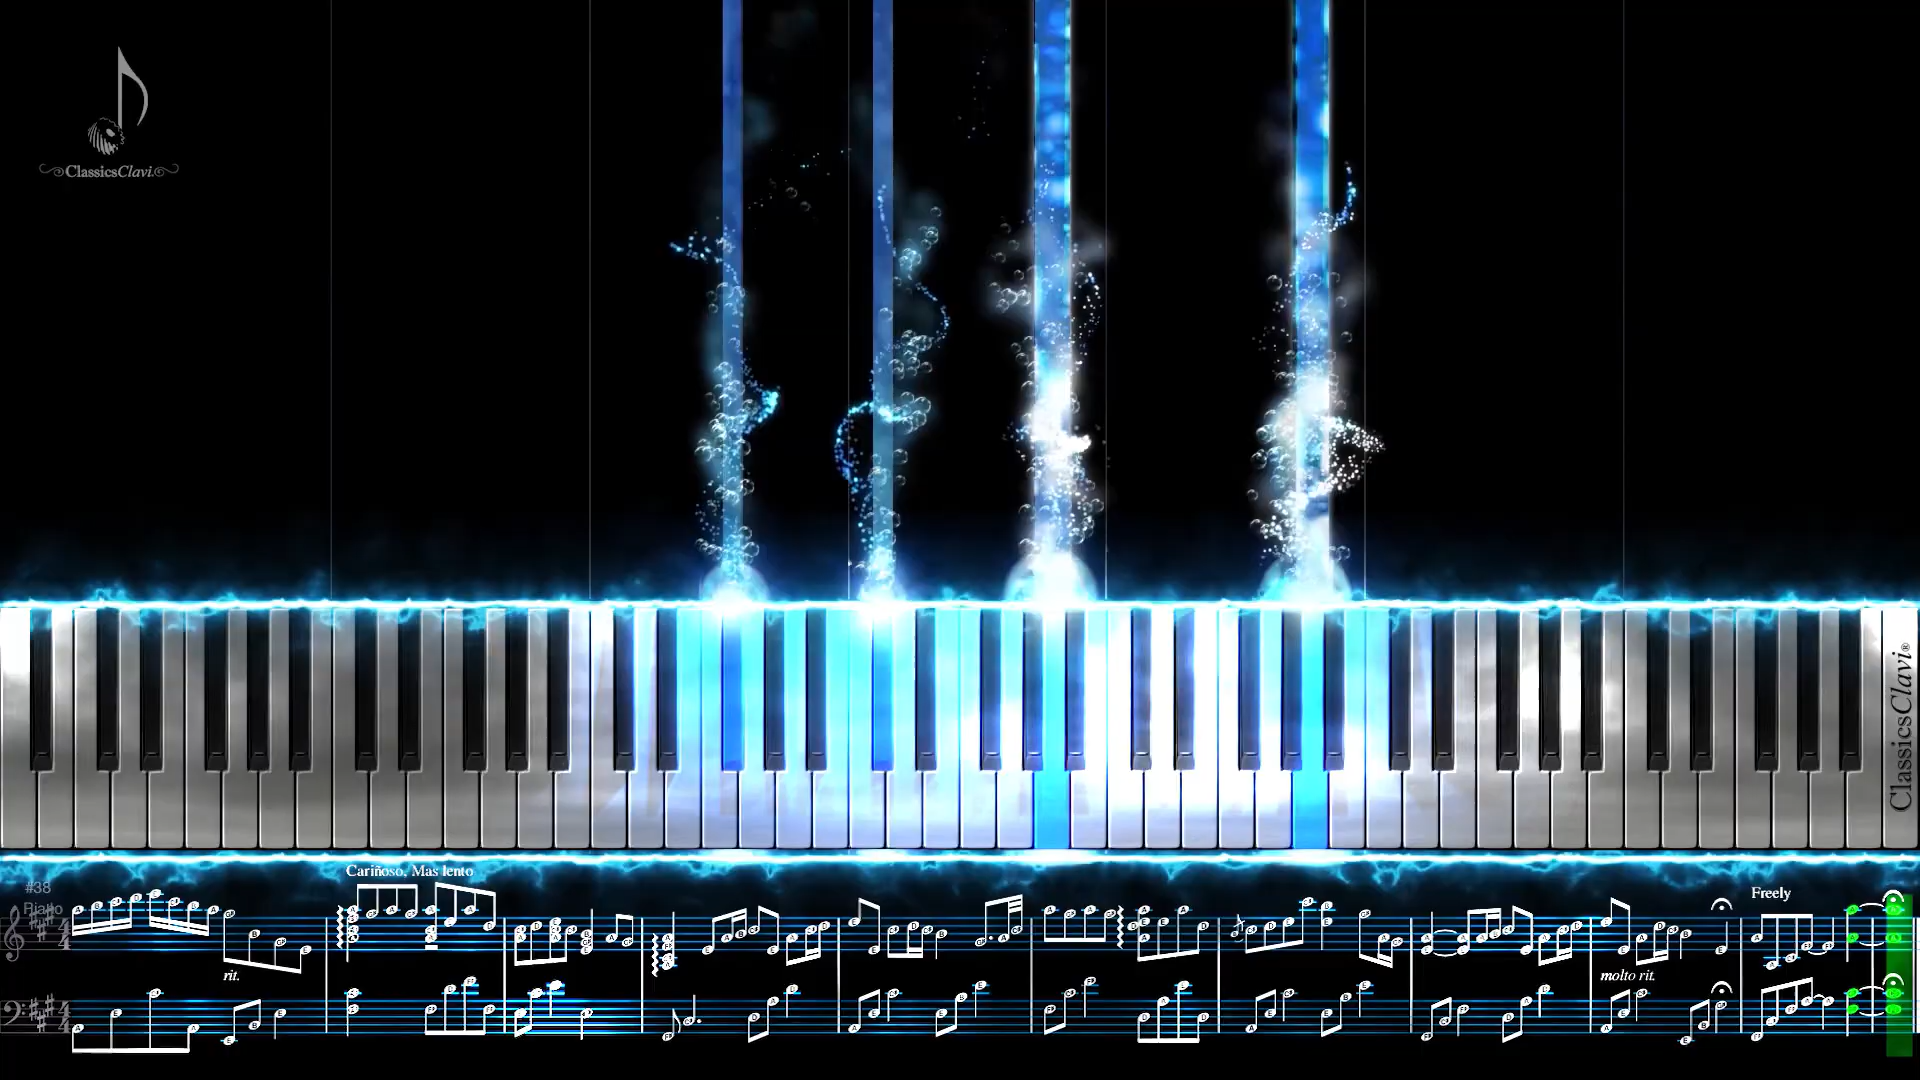 ClassicsClavi.
ClassicsClavi®
Cariñoso, Mas lento
#38
Piano
Freely
rit.
molto rit.